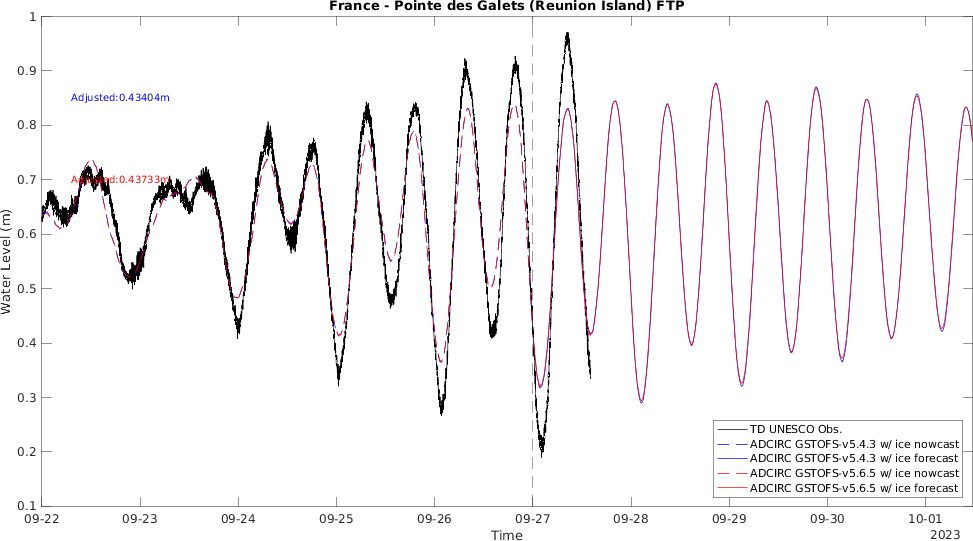 France - Pointe des Galets (Reunion Island) FTP
1
0.9
0.8
0.7
0.6
0.5
0.4
0.3
0.2
0.1
Water Level (m)
Adjusted:0.43404m
Adjusted:0.43733m
TD UNESCO Obs.
ADCIRC GSTOFS-v5.4.3 w/ ice nowcast
ADCIRC GSTOFS-v5.4.3 w/ ice forecast
ADCIRC GSTOFS-v5.6.5 w/ ice nowcast
ADCIRC GSTOFS-v5.6.5 w/ ice forecast
09-22 09-23 09-24 09-25 09-26 09-27 09-28 09-29 09-30 10-01
Time
2023